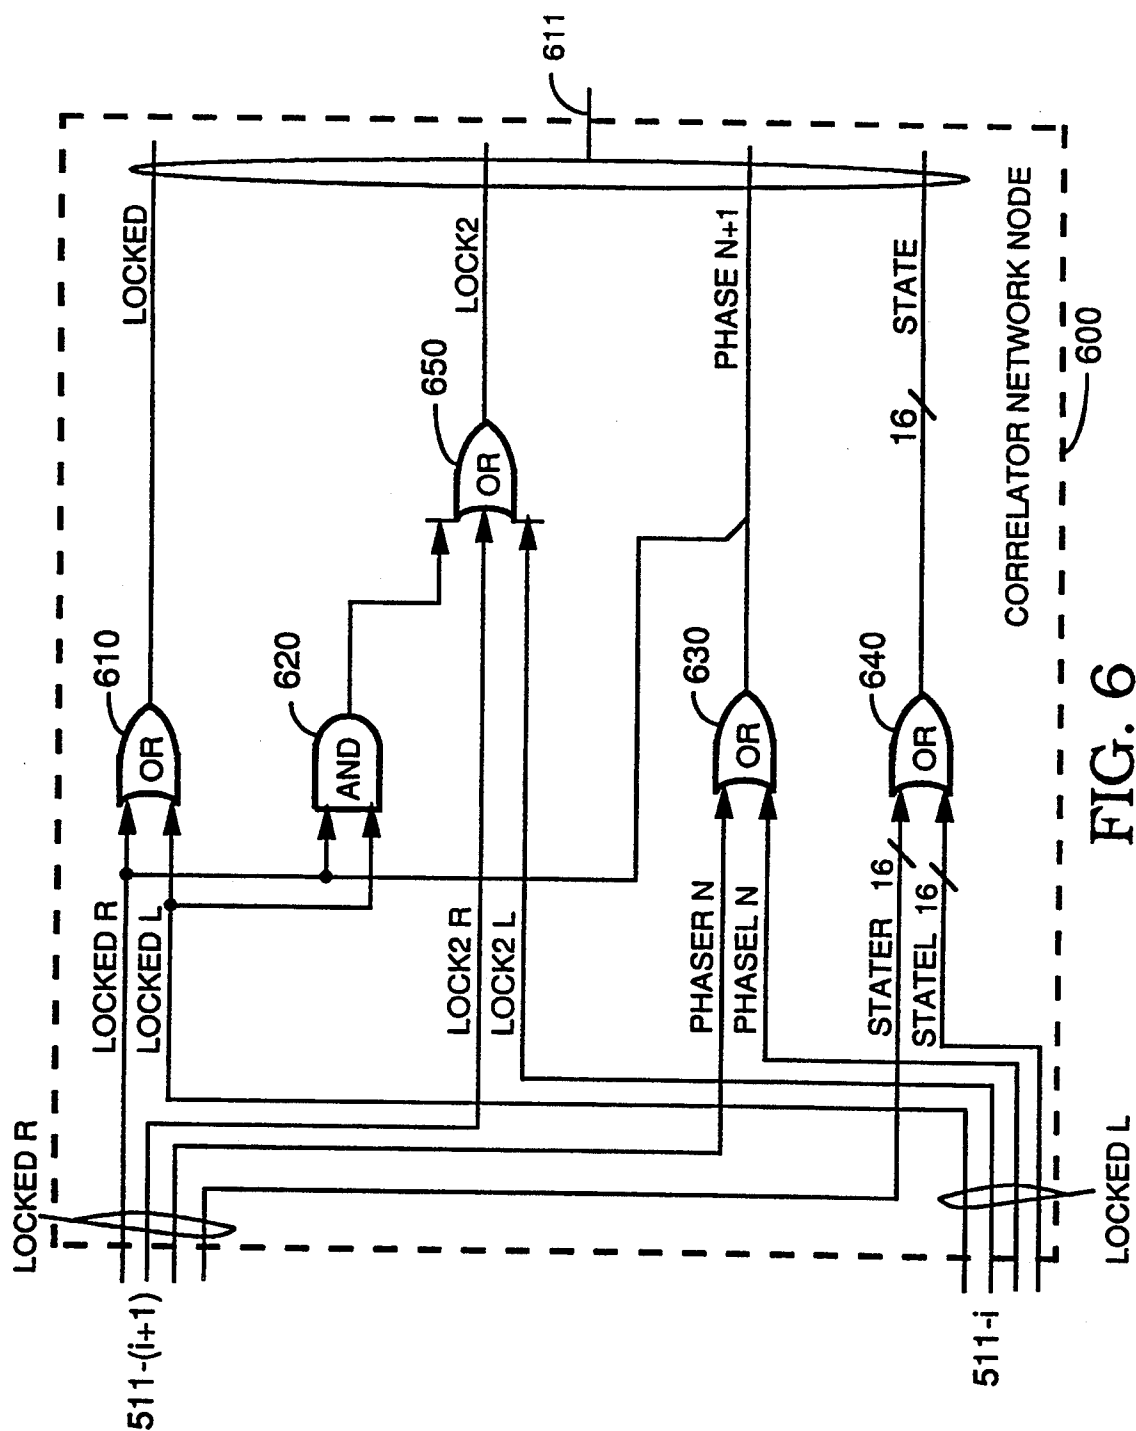 611
LOCKED
LOCK2
PHASE N+1
STATE
16
CORRELATOR NETWORK NODE
600
650
OR
610
OR
620
AND
630
OR
640
OR
LOCKED R
LOCKED L
LOCK2 R
LOCK2 L
PHASER N
PHASEL N
STATER 16
STATEL 16
LOCKED R
LOCKED L
511-(i+1)
511-i
FIG. 6